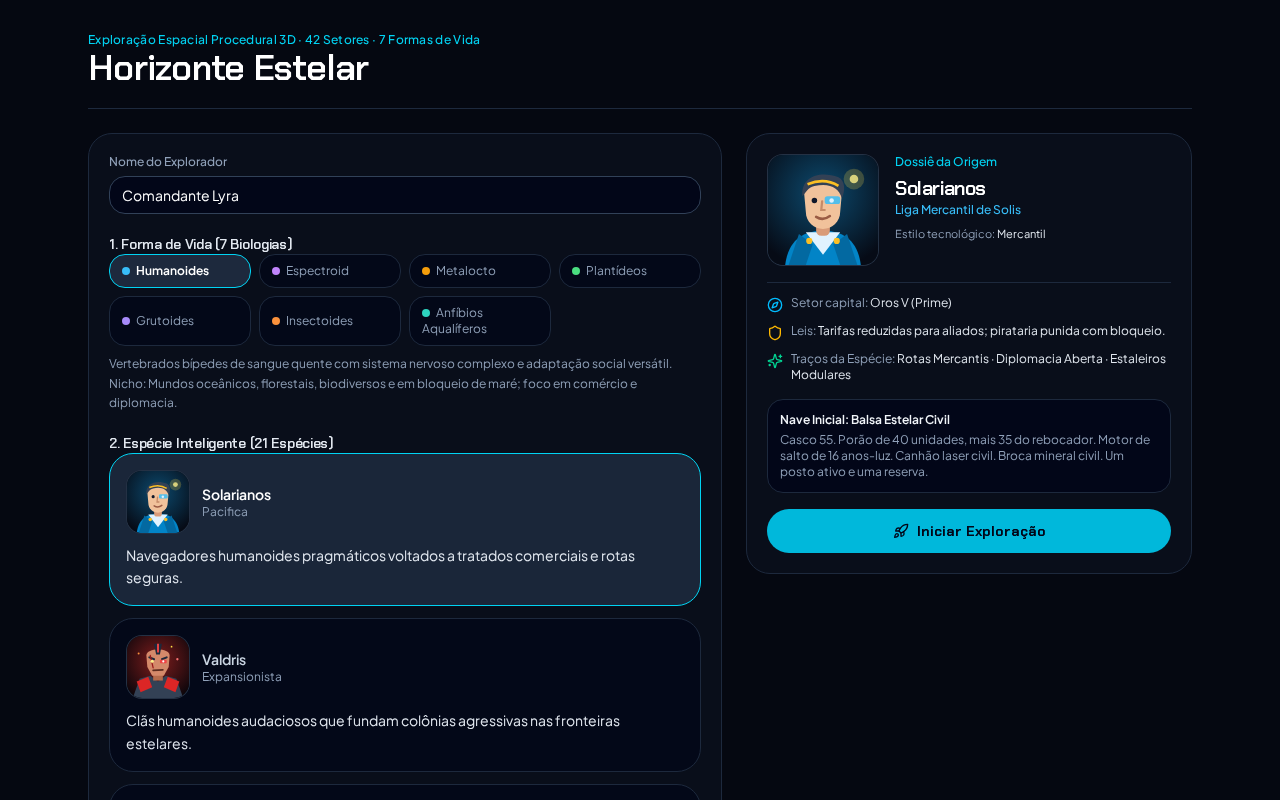 Exploração Espacial Procedural 3D · 42 Setores · 7 Formas de Vida
Horizonte Estelar
Nome do Explorador
Comandante Lyra
1. Forma de Vida (7 Biologias)
Humanoides
Espectroid
Metalocto
Plantídeos
Grutoides
Insectoides
Anfíbios
Aqualíferos
Vertebrados bípedes de sangue quente com sistema nervoso complexo e adaptação social versátil.
Nicho: Mundos oceânicos, florestais, biodiversos e em bloqueio de maré; foco em comércio e
diplomacia.
2. Espécie Inteligente (21 Espécies)
Solarianos
Pacifica
Navegadores humanoides pragmáticos voltados a tratados comerciais e rotas
seguras.
Valdris
Expansionista
Clãs humanoides audaciosos que fundam colônias agressivas nas fronteiras
estelares.
Dossiê da Origem
Solarianos
Liga Mercantil de Solis
Estilo tecnológico: Mercantil
Setor capital: Oros V (Prime)
Leis: Tarifas reduzidas para aliados; pirataria punida com bloqueio.
Traços da Espécie: Rotas Mercantis · Diplomacia Aberta · Estaleiros
Modulares
Nave Inicial: Balsa Estelar Civil
Casco 55. Porão de 40 unidades, mais 35 do rebocador. Motor de
salto de 16 anos-luz. Canhão laser civil. Broca mineral civil. Um
posto ativo e uma reserva.
Iniciar Exploração